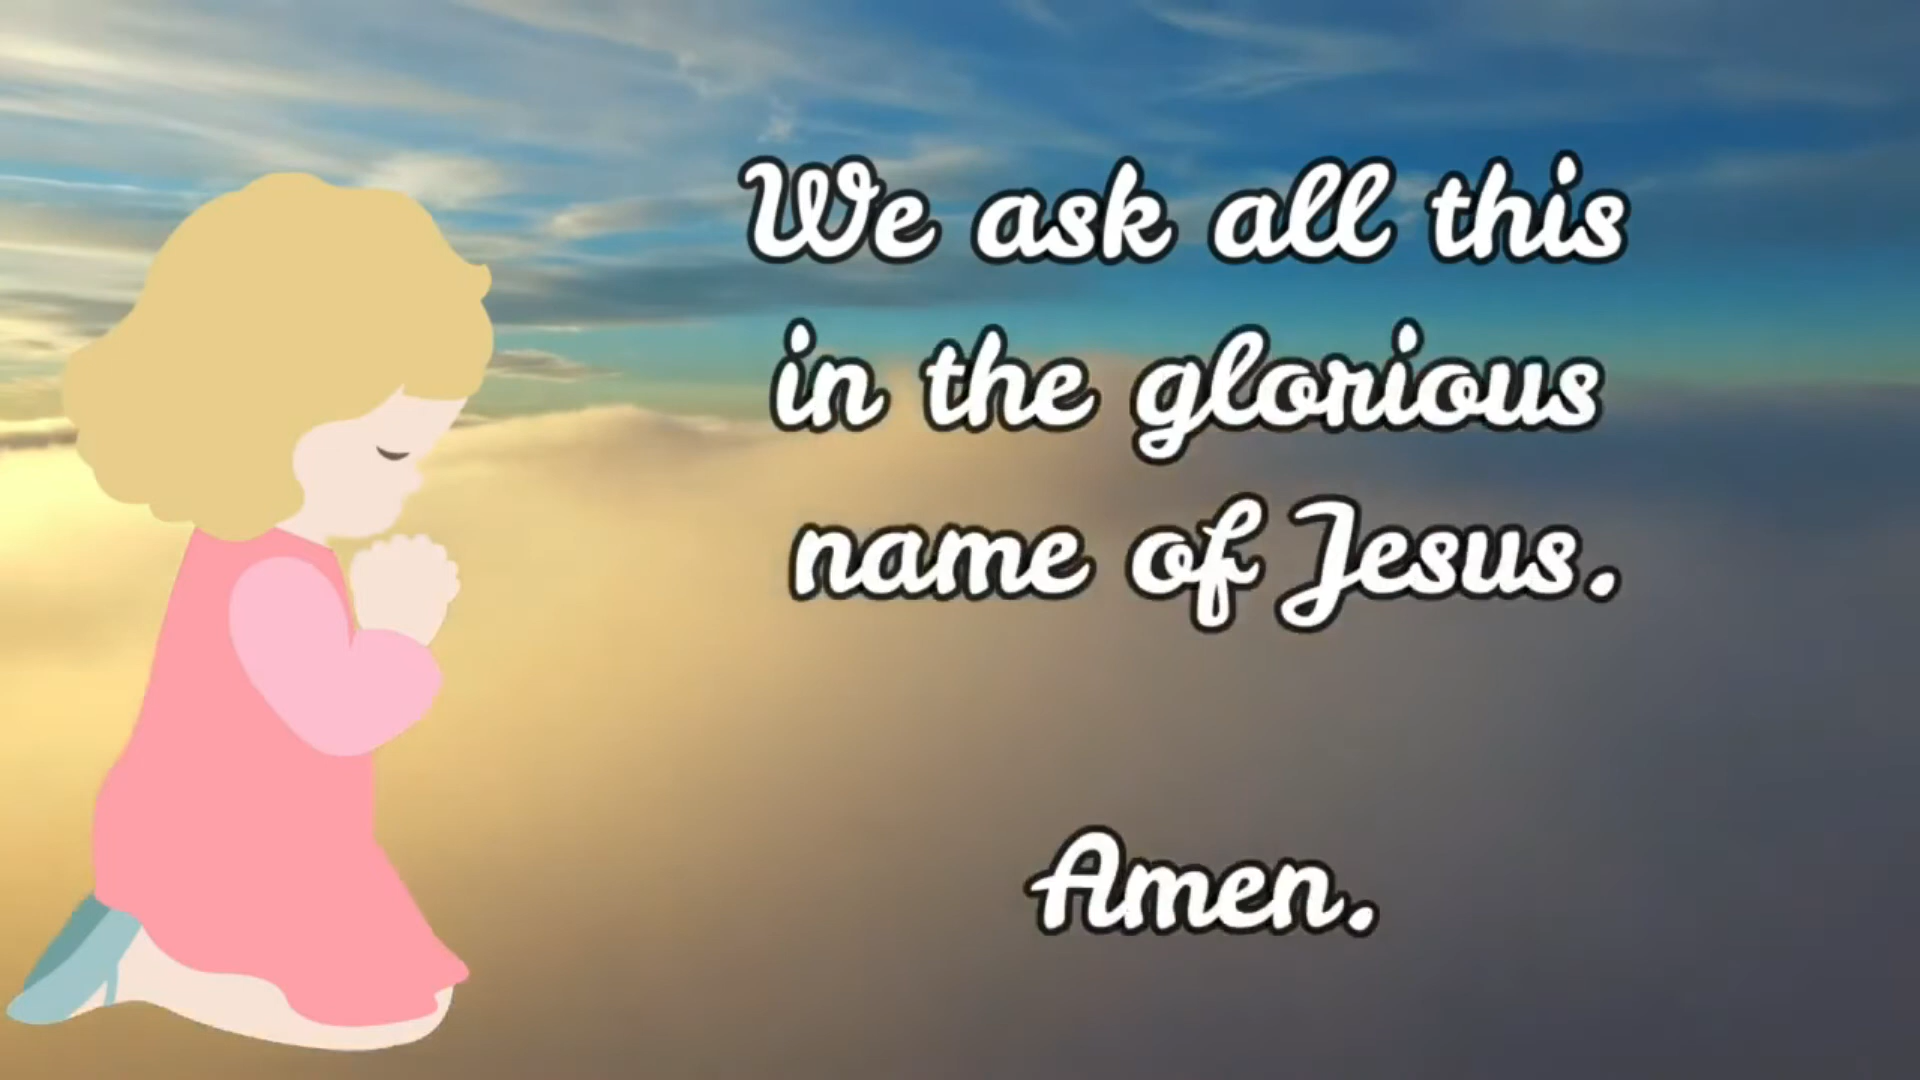 We ask all this
in the glorious
name of Jesus.
Amen.